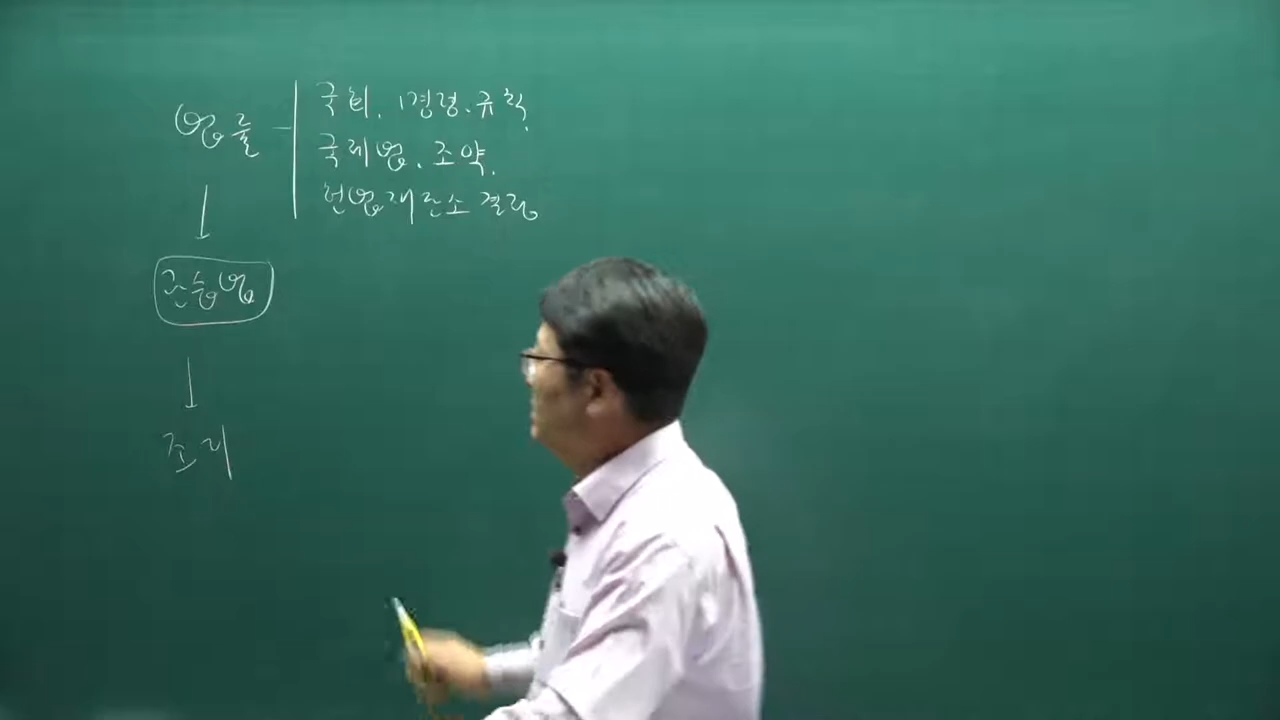 법률
국회, 명령, 규칙,
국제법, 조약,
헌법재판소 결정
관습법
조리